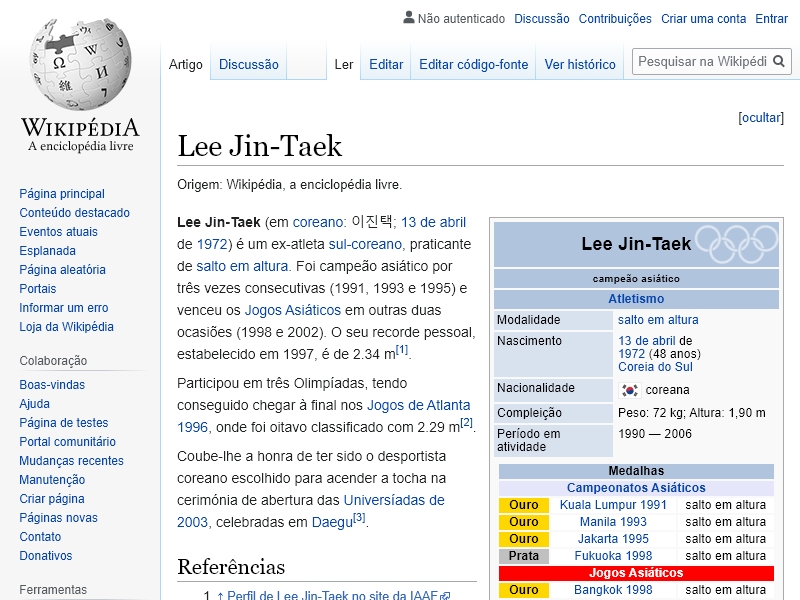 Não autenticado Discussão Contribuições Criar uma conta Entrar
WIKIPÉDIA
A enciclopédia livre
Artigo Discussão Ler Editar Editar código-fonte Ver histórico Pesquisar na Wikipédi
[ocultar]
Lee Jin-Taek
Origem: Wikipédia, a enciclopédia livre.
Página principal
Conteúdo destacado
Eventos atuais
Esplanada
Página aleatória
Portais
Informar um erro
Loja da Wikipédia
Colaboração
Boas-vindas
Ajuda
Página de testes
Portal comunitário
Mudanças recentes
Manutenção
Criar página
Páginas novas
Contato
Donativos
Ferramentas
Lee Jin-Taek (em coreano: 이진택; 13 de abril
de 1972) é um ex-atleta sul-coreano, praticante
de salto em altura. Foi campeão asiático por
três vezes consecutivas (1991, 1993 e 1995) e
venceu os Jogos Asiáticos em outras duas
ocasiões (1998 e 2002). O seu recorde pessoal,
estabelecido em 1997, é de 2.34 m[1].
Participou em três Olimpíadas, tendo
conseguido chegar à final nos Jogos de Atlanta
1996, onde foi oitavo classificado com 2.29 m[2].
Coube-lhe a honra de ter sido o desportista
coreano escolhido para acender a tocha na
cerimónia de abertura das Universíadas de
2003, celebradas em Daegu[3].
Referências
1. ↑ Perfil de Lee Jin-Taek no site da IAAF
Lee Jin-Taek
campeão asiático
Atletismo
Modalidade salto em altura
Nascimento 13 de abril de
1972 (48 anos)
Coreia do Sul
Nacionalidade coreana
Compleição Peso: 72 kg; Altura: 1,90 m
Período em 1990 — 2006
atividade
Medalhas
Campeonatos Asiáticos
Ouro Kuala Lumpur 1991 salto em altura
Ouro Manila 1993 salto em altura
Ouro Jakarta 1995 salto em altura
Prata Fukuoka 1998 salto em altura
Jogos Asiáticos
Ouro Bangkok 1998 salto em altura